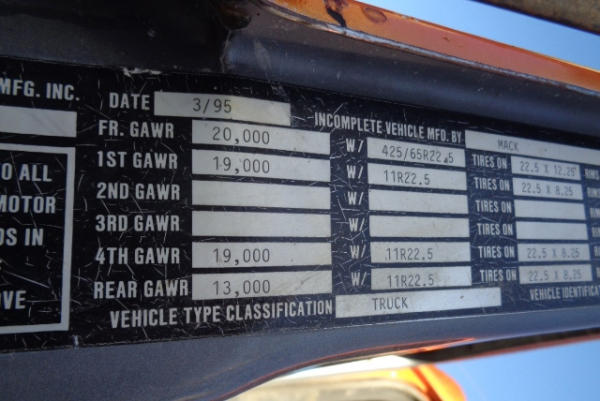 MFG. INC.
DATE 3/95
INCOMPLETE VEHICLE MFD. BY MACK
FR. GAWR 20,000 W/ 425/65R22.5 TIRES ON 22.5 X 12.25
1ST GAWR 19,000 W/ 11R22.5 TIRES ON 22.5 X 8.25
2ND GAWR W/ TIRES ON
3RD GAWR W/ TIRES ON
4TH GAWR 19,000 W/ 11R22.5 TIRES ON 22.5 X 8.25
REAR GAWR 13,000 W/ 11R22.5 TIRES ON 22.5 X 8.25
VEHICLE TYPE CLASSIFICATION TRUCK
VEHICLE IDENTIFICAT
TO ALL
MOTOR
DS IN
OVE